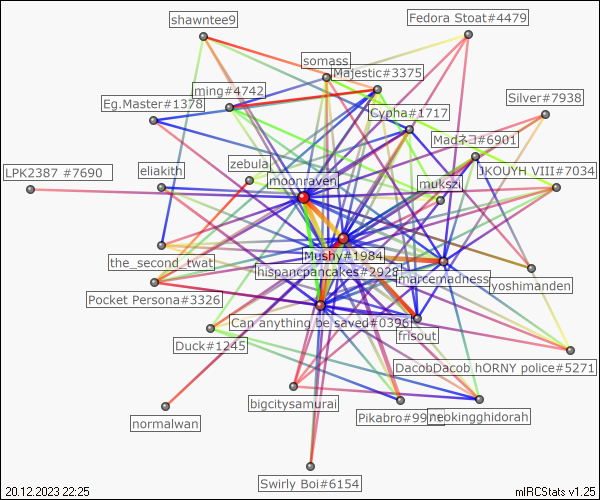 shawntee9
Fedora Stoat#4479
somass
Majestic#3375
ming#4742
Eg.Master#1378
Silver#7938
Cypha#1717
Madネコ#6901
zebula
eliakith
LPK2387 #7690
JKOUYH VIII#7034
moonraven
mukszi
Mushy#1984
the_second_twat
hispancpancakes#2928
marcemadness
yoshimanden
Pocket Persona#3326
Can anything be saved#0396
frisout
Duck#1245
DacobDacob hORNY police#5271
bigcitysamurai
Pikabro#99
neokingghidorah
normalwan
Swirly Boi#6154
20.12.2023 22:25
mIRCStats v1.25